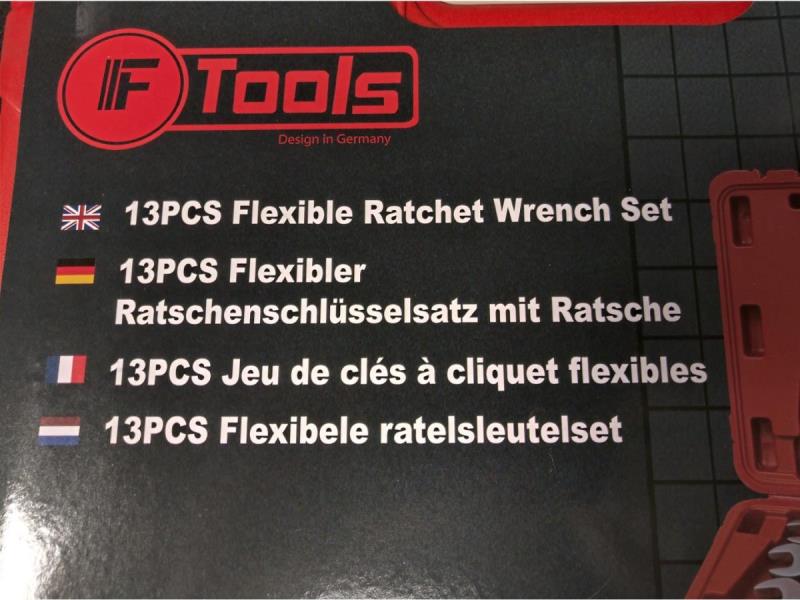 F Tools
Design in Germany
13PCS Flexible Ratchet Wrench Set
13PCS Flexibler
Ratschenschlüsselsatz mit Ratsche
13PCS Jeu de clés à cliquet flexibles
13PCS Flexibele ratelsleutelset